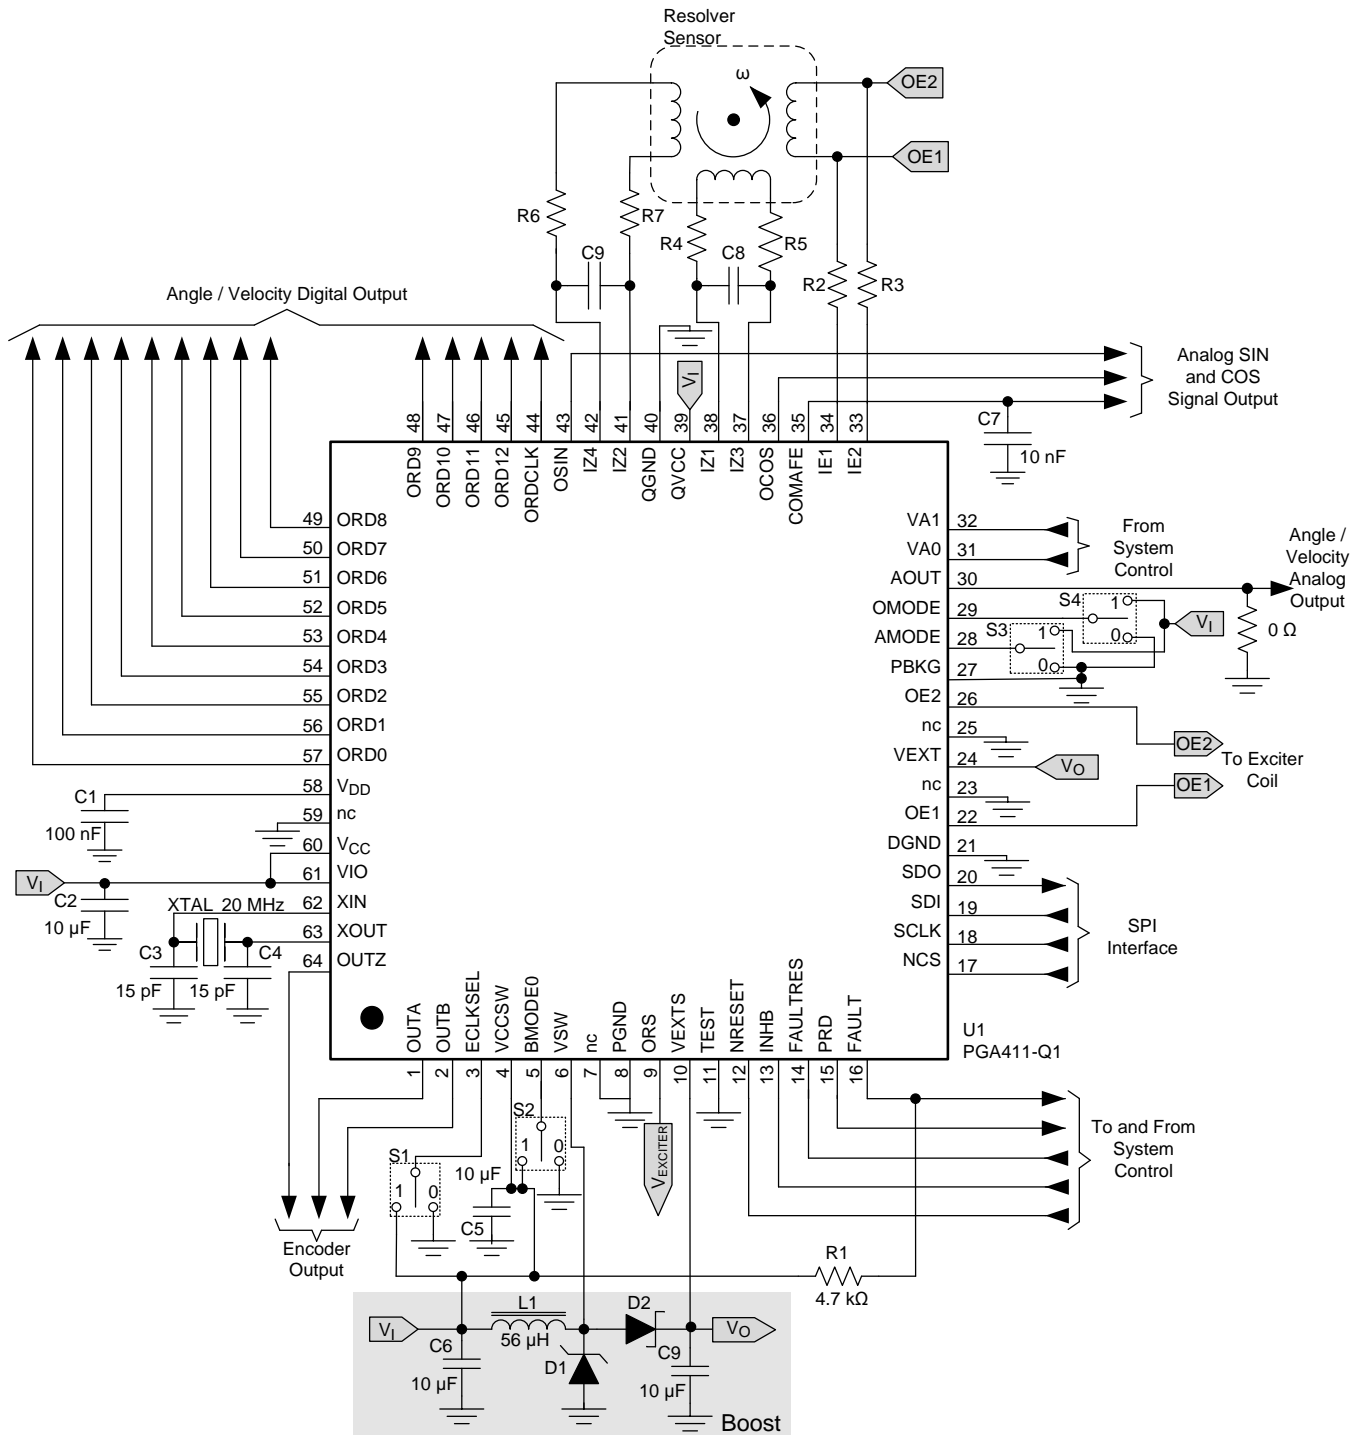 Resolver
Sensor
ω
OE2
OE1
R6
R7
R4
R5
C9
C8
R2
R3
Angle / Velocity Digital Output
Analog SIN
and COS
Signal Output
V_I
C7
10 nF
48 47 46 45 44 43 42 41 40 39 38 37 36 35 34 33
ORD9 ORD10 ORD11 ORD12 ORDCLK OSIN IZ4 IZ2 QGND QVCC IZ1 IZ3 OCOS COMAFE IE1 IE2
49 ORD8
50 ORD7
51 ORD6
52 ORD5
53 ORD4
54 ORD3
55 ORD2
56 ORD1
57 ORD0
58 V_DD
59 nc
60 V_CC
61 VIO
62 XIN
63 XOUT
64 OUTZ
C1
100 nF
V_I
C2
10 µF
XTAL 20 MHz
C3
C4
15 pF
15 pF
VA1 32
VA0 31
AOUT 30
OMODE 29
AMODE 28
PBKG 27
OE2 26
nc 25
VEXT 24
nc 23
OE1 22
DGND 21
SDO 20
SDI 19
SCLK 18
NCS 17
From
System
Control
Angle /
Velocity
Analog
Output
S4
1
0
S3
1
0
V_I
0 Ω
OE2
V_O
To Exciter
Coil
OE1
SPI
Interface
OUTA OUTB ECLKSEL VCCSW BMODE0 VSW nc PGND ORS VEXTS TEST NRESET INHB FAULTRES PRD FAULT
1 2 3 4 5 6 7 8 9 10 11 12 13 14 15 16
U1
PGA411-Q1
S2
1 0
S1
1 0
10 µF
C5
V_EXCITER
To and From
System
Control
Encoder
Output
R1
4.7 kΩ
V_I
L1
56 µH
D2
V_O
C6
10 µF
D1
C9
10 µF
Boost